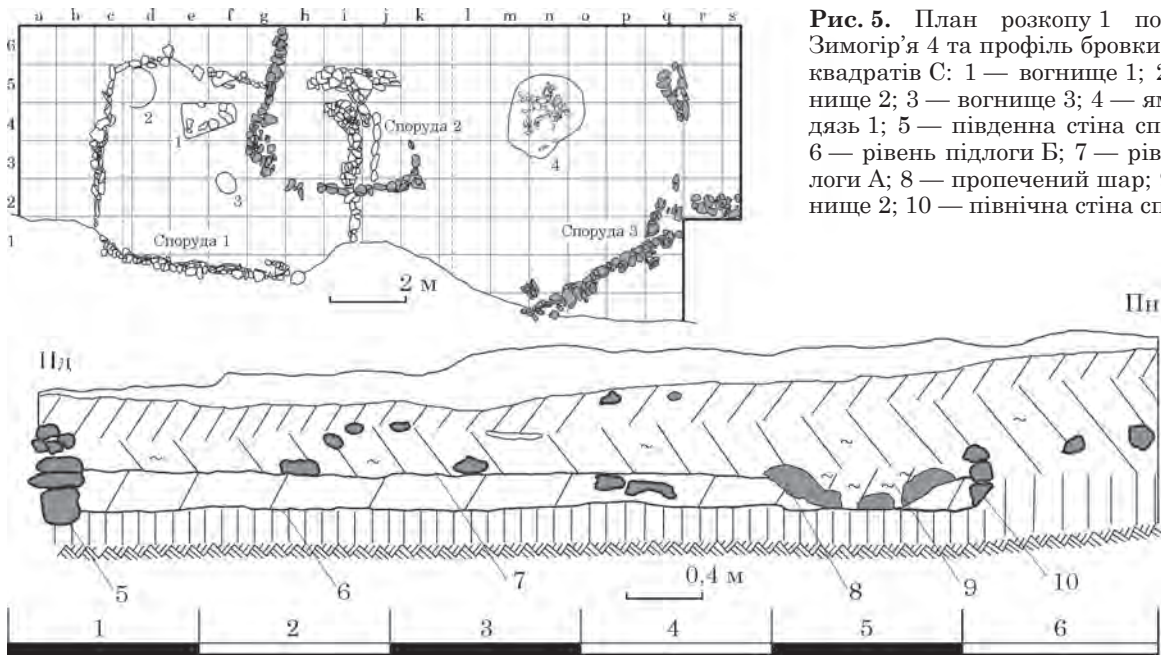 a b c d e f g h i j k l m n o p q r s
6
5
4
3
2
1
2
1
3
4
Споруда 2
Споруда 1
Споруда 3
2 м
Рис. 5. План розкопу 1 по
Зимогір'я 4 та профіль бровки
квадратів С: 1 — вогнище 1; 2
нище 2; 3 — вогнище 3; 4 — ям
дязь 1; 5 — південна стіна сп
6 — рівень підлоги Б; 7 — рів
логи А; 8 — пропечений шар;
нище 2; 10 — північна стіна сп
Пд
Пн
5 6 7 0,4 м 8 9 10
1 2 3 4 5 6